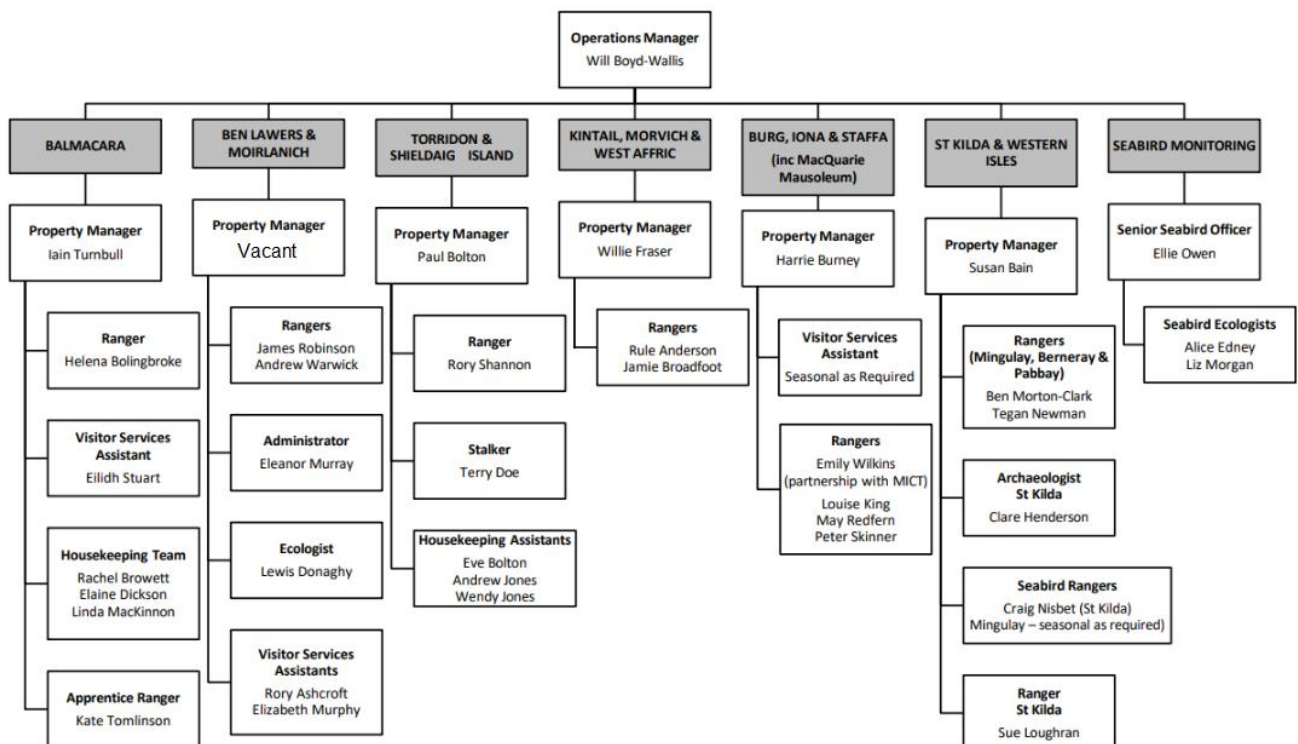 Operations Manager
Will Boyd-Wallis
BALMACARA
Property Manager
Iain Turnbull
Ranger
Helena Bolingbroke
Visitor Services
Assistant
Eilidh Stuart
Housekeeping Team
Rachel Browett
Elaine Dickson
Linda MacKinnon
Apprentice Ranger
Kate Tomlinson
BEN LAWERS &
MOIRLANICH
Property Manager
Vacant
Rangers
James Robinson
Andrew Warwick
Administrator
Eleanor Murray
Ecologist
Lewis Donaghy
Visitor Services
Assistants
Rory Ashcroft
Elizabeth Murphy
TORRIDON &
SHIELDAIG ISLAND
Property Manager
Paul Bolton
Ranger
Rory Shannon
Stalker
Terry Doe
Housekeeping Assistants
Eve Bolton
Andrew Jones
Wendy Jones
KINTAIL, MORVICH &
WEST AFFRIC
Property Manager
Willie Fraser
Rangers
Rule Anderson
Jamie Broadfoot
BURG, IONA & STAFFA
(inc MacQuarie
Mausoleum)
Property Manager
Harrie Burney
Visitor Services
Assistant
Seasonal as Required
Rangers
Emily Wilkins
(partnership with MICT)
Louise King
May Redfern
Peter Skinner
ST KILDA & WESTERN
ISLES
Property Manager
Susan Bain
Rangers
(Mingulay, Berneray &
Pabbay)
Ben Morton-Clark
Tegan Newman
Archaeologist
St Kilda
Clare Henderson
Seabird Rangers
Craig Nisbet (St Kilda)
Mingulay – seasonal as required)
Ranger
St Kilda
Sue Loughran
SEABIRD MONITORING
Senior Seabird Officer
Ellie Owen
Seabird Ecologists
Alice Edney
Liz Morgan